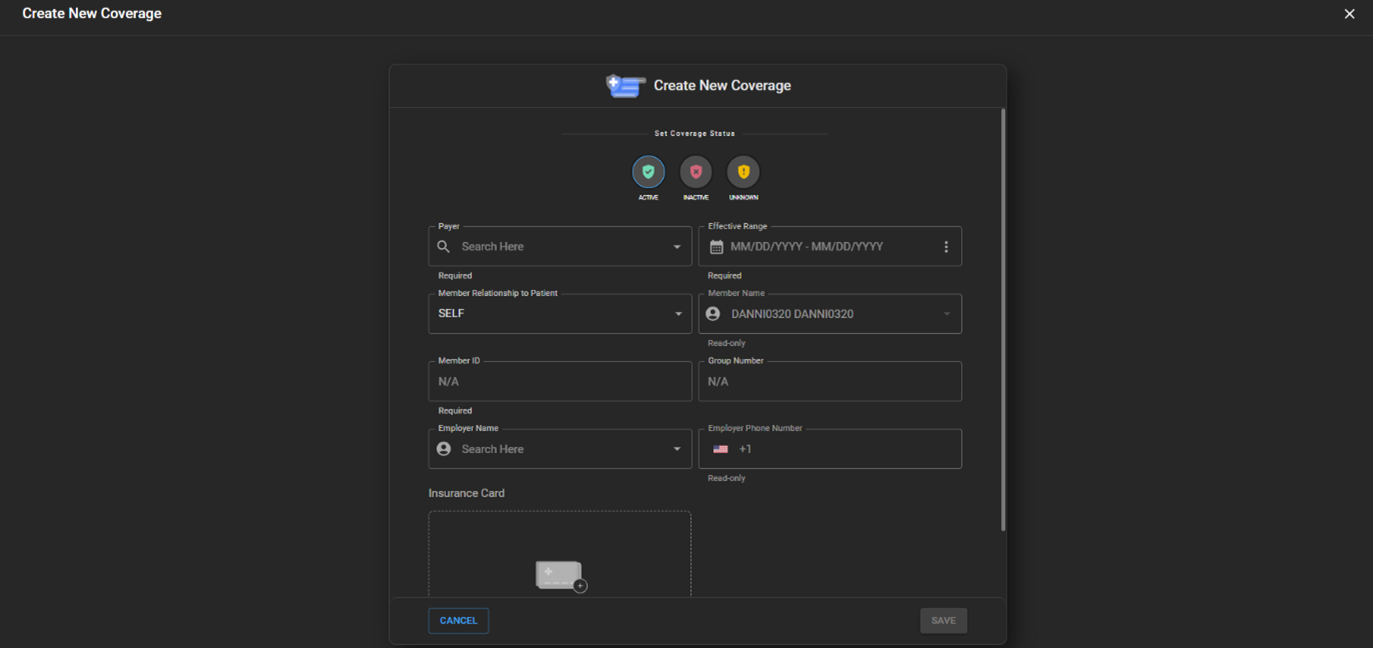 Create New Coverage
Create New Coverage
Set Coverage Status
ACTIVE INACTIVE UNKNOWN
Payer Effective Range
Search Here MM/DD/YYYY - MM/DD/YYYY
Required Required
Member Relationship to Patient Member Name
SELF DANNI0320 DANNI0320
Read-only
Member ID Group Number
N/A N/A
Required
Employer Name Employer Phone Number
Search Here +1
Read-only
Insurance Card
CANCEL SAVE